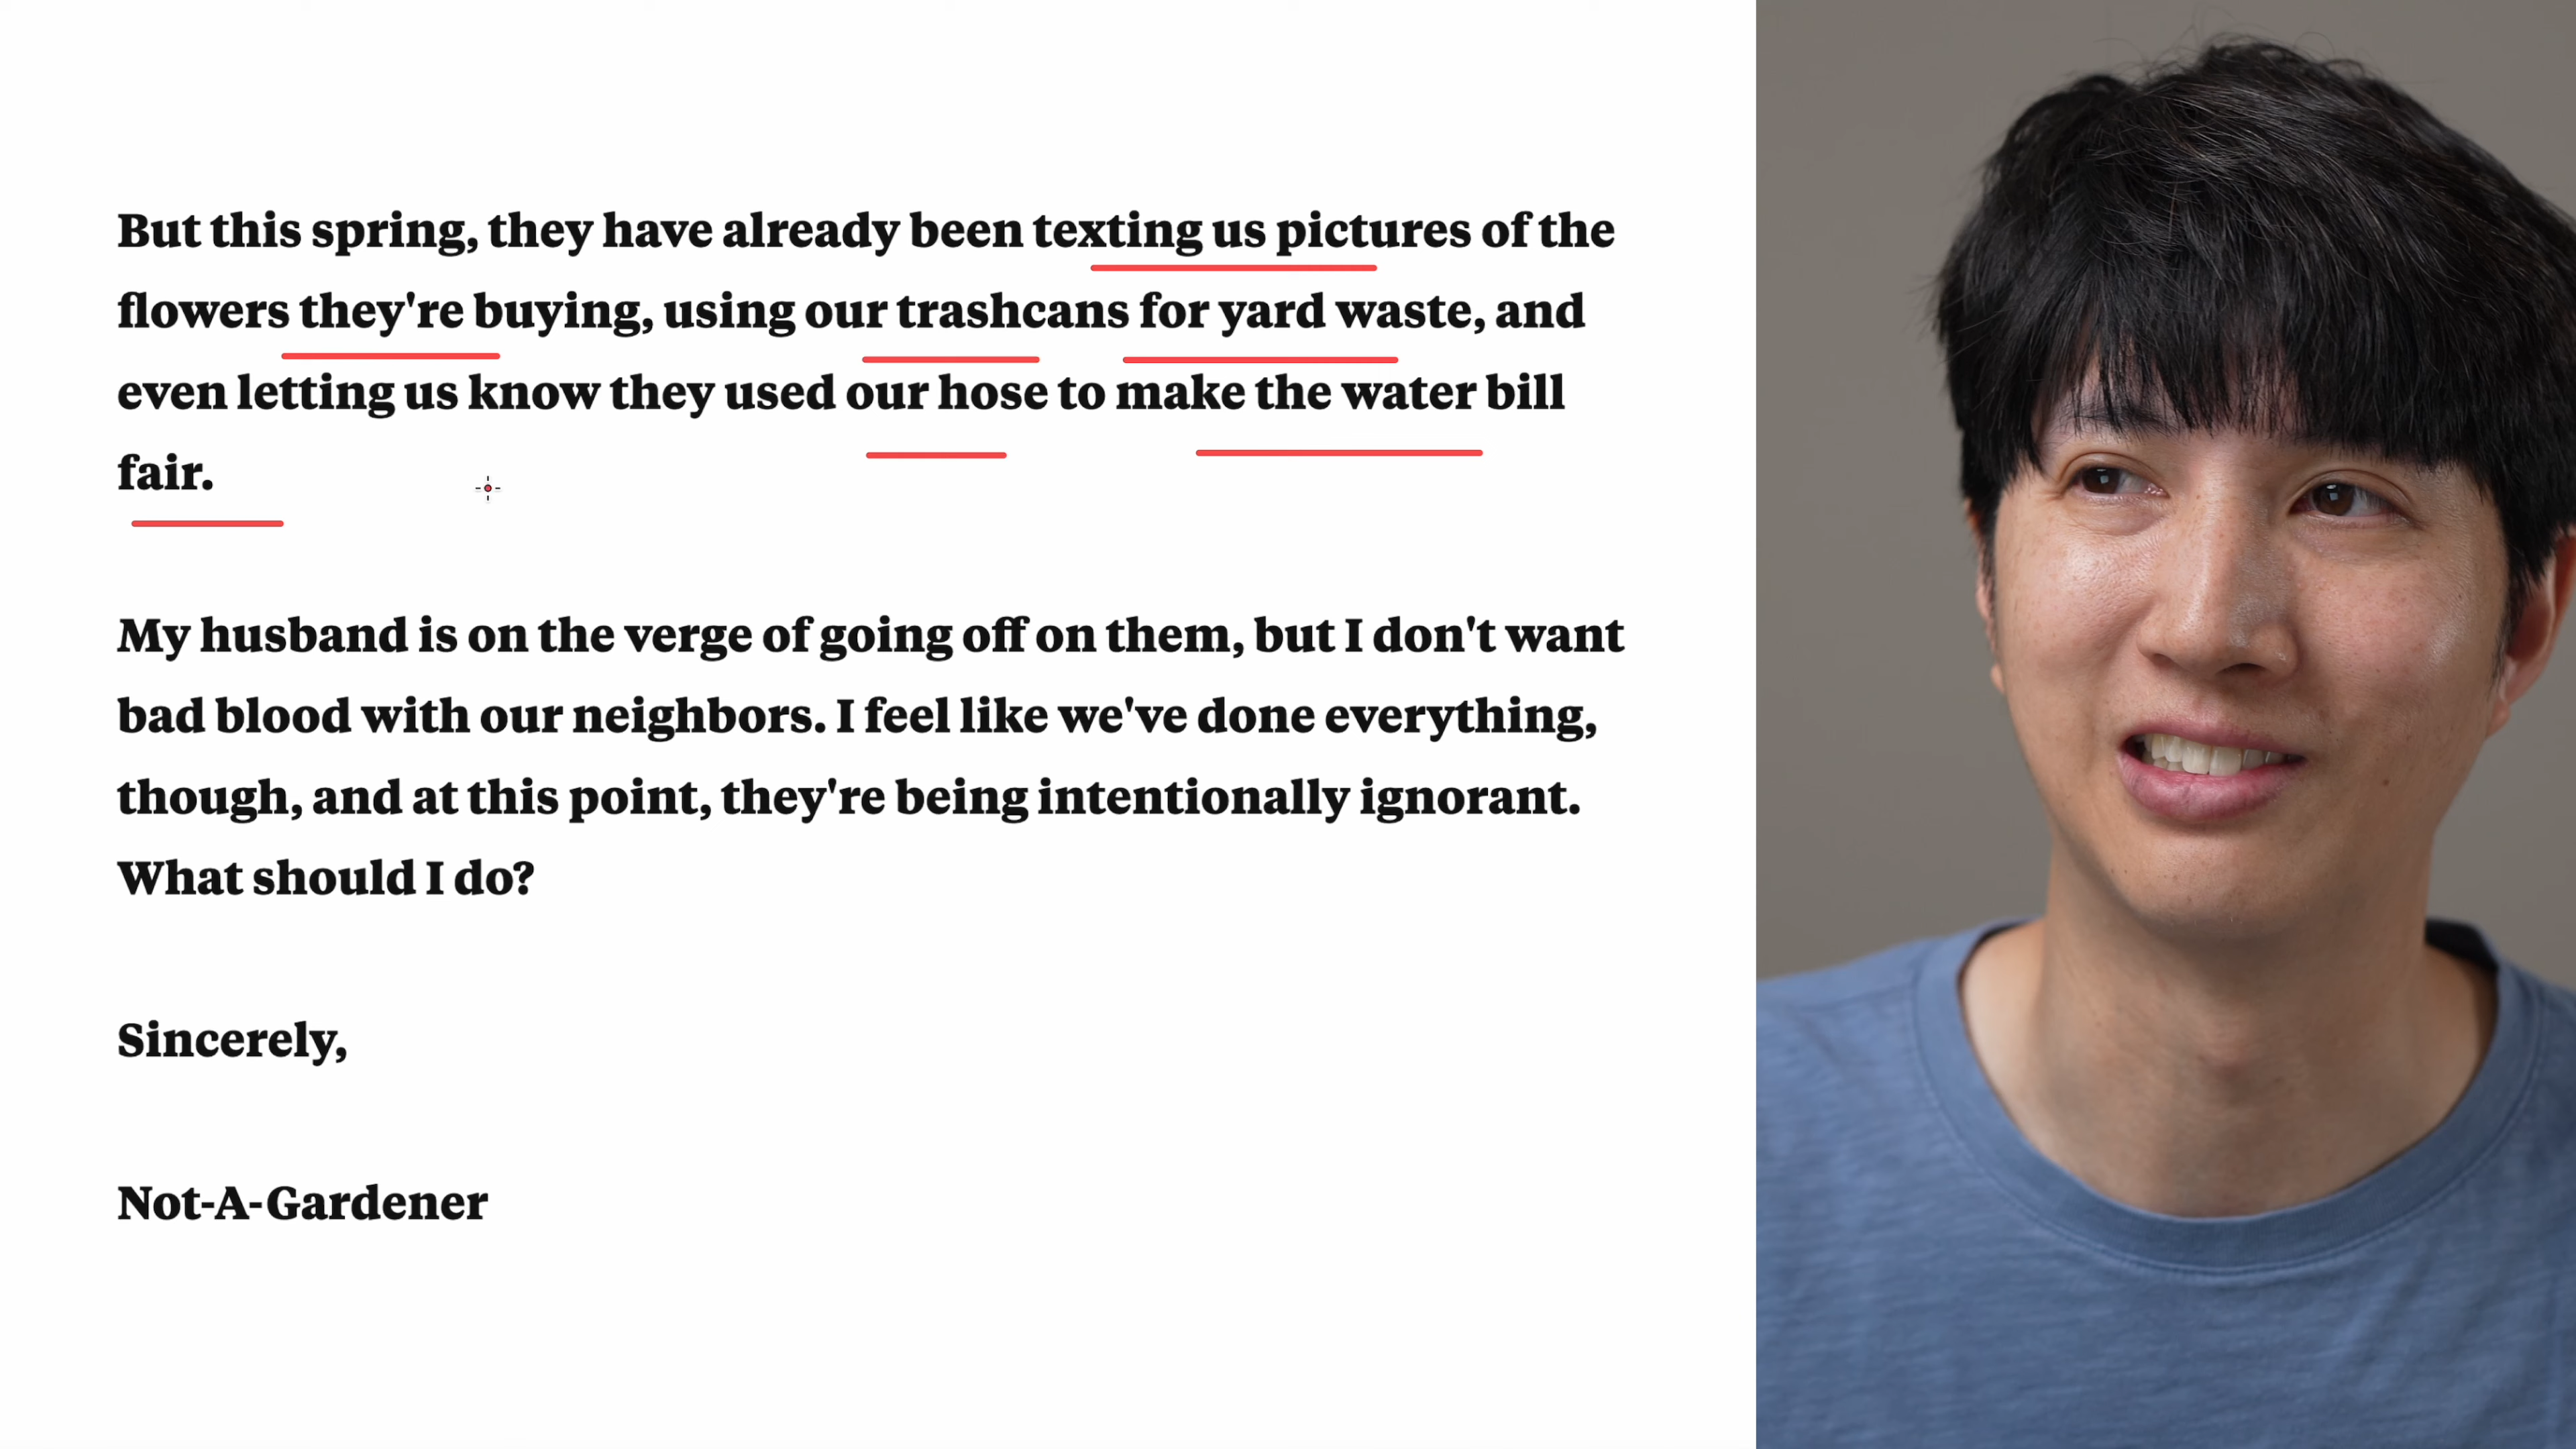 But this spring, they have already been texting us pictures of the
flowers they're buying, using our trashcans for yard waste, and
even letting us know they used our hose to make the water bill
fair.
My husband is on the verge of going off on them, but I don't want
bad blood with our neighbors. I feel like we've done everything,
though, and at this point, they're being intentionally ignorant.
What should I do?
Sincerely,
Not-A-Gardener